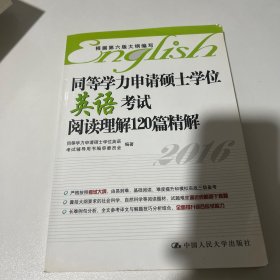 根据第六版大纲编写
English
同等学力申请硕士学位
英语考试
阅读理解120篇精解
同等学力申请硕士学位英语
考试辅导用书编审委员会 编著
2016
中国人民大学出版社